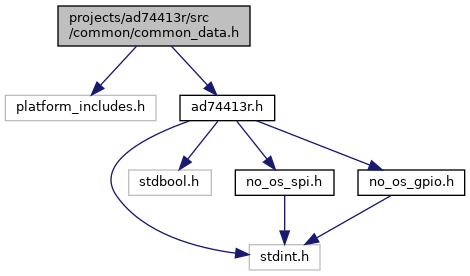 projects/ad74413r/src
/common/common_data.h
platform_includes.h
ad74413r.h
stdbool.h
no_os_spi.h
no_os_gpio.h
stdint.h